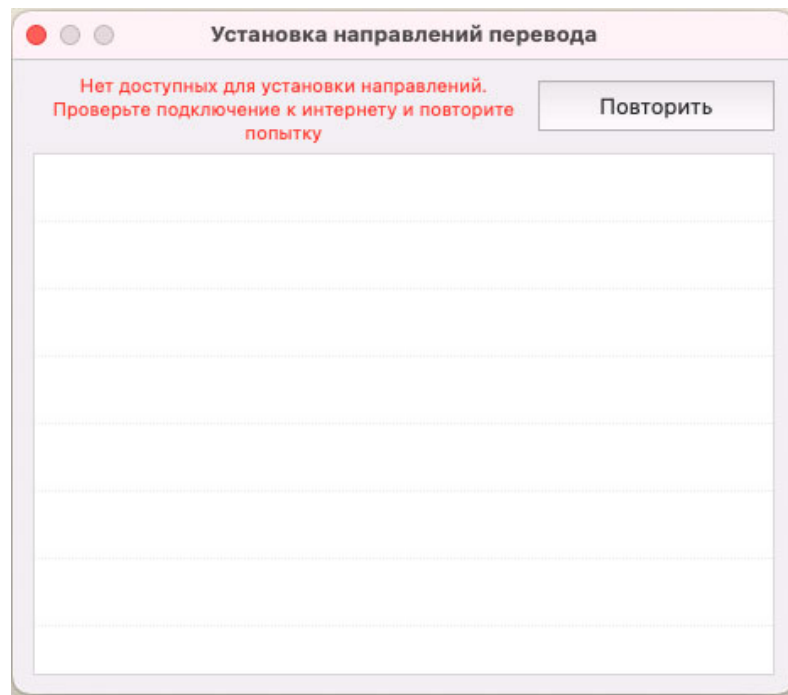 Установка направлений перевода
Нет доступных для установки направлений.
Проверьте подключение к интернету и повторите
попытку
Повторить